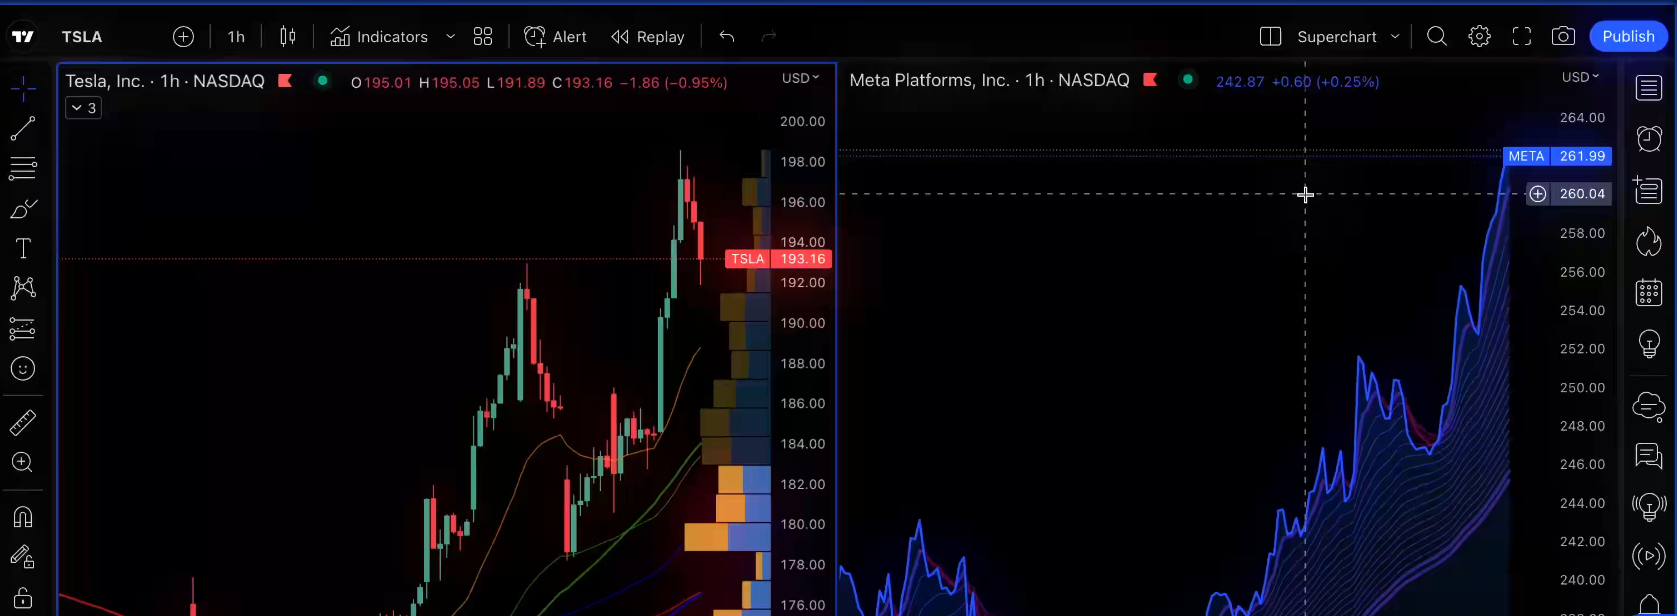 TSLA
1h
Indicators
Alert
Replay
Superchart
Publish
Tesla, Inc. · 1h · NASDAQ
O195.01 H195.05 L191.89 C193.16 −1.86 (−0.95%)
USD
3
200.00
198.00
196.00
194.00
TSLA 193.16
192.00
190.00
188.00
186.00
184.00
182.00
180.00
178.00
176.00
Meta Platforms, Inc. · 1h · NASDAQ
242.87 +0.60 (+0.25%)
USD
264.00
META 261.99
260.04
258.00
256.00
254.00
252.00
250.00
248.00
246.00
244.00
242.00
240.00